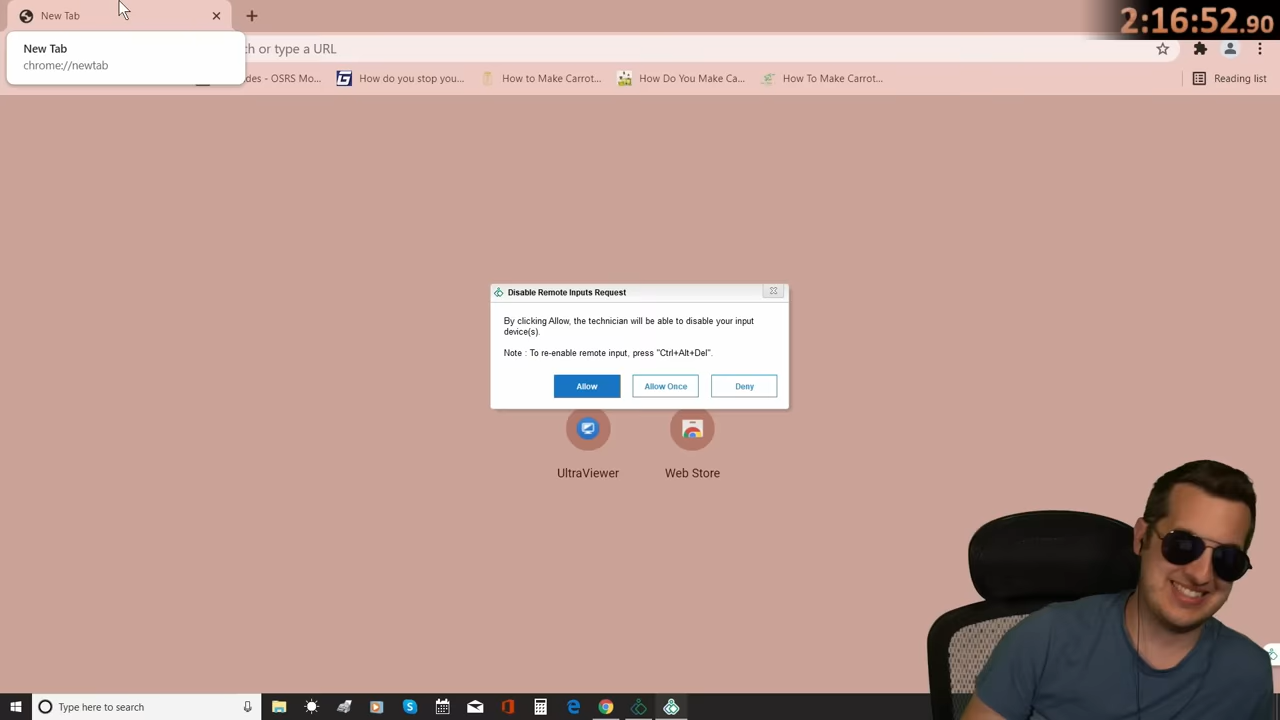 New Tab
2:16:52.90
New Tab
chrome://newtab
ch or type a URL
des - OSRS Mo...
How do you stop you...
How to Make Carrot...
How Do You Make Ca...
How To Make Carrot...
Reading list
Disable Remote Inputs Request
By clicking Allow, the technician will be able to disable your input
device(s).
Note : To re-enable remote input, press "Ctrl+Alt+Del".
Allow
Allow Once
Deny
UltraViewer
Web Store
Type here to search